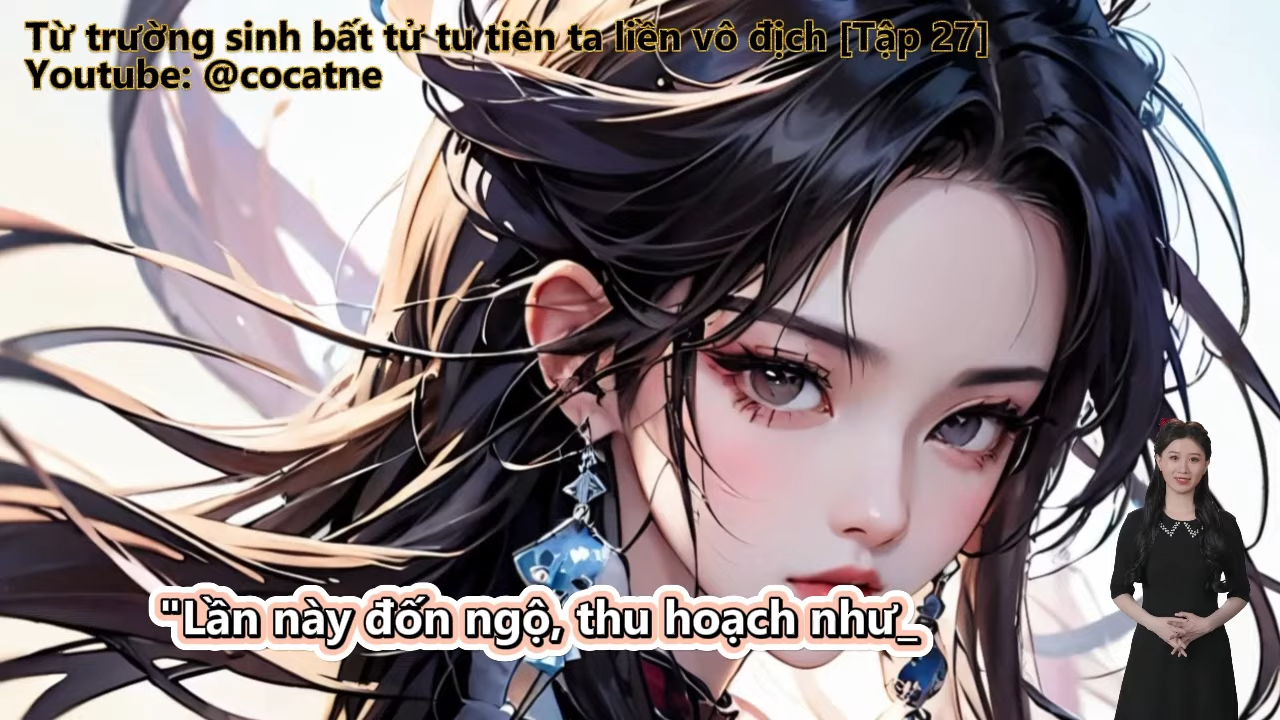 Từ trường sinh bất tử tu tiên ta liền vô địch [Tập 27]
Youtube: @cocatne
"Lần này đốn ngộ, thu hoạch như_